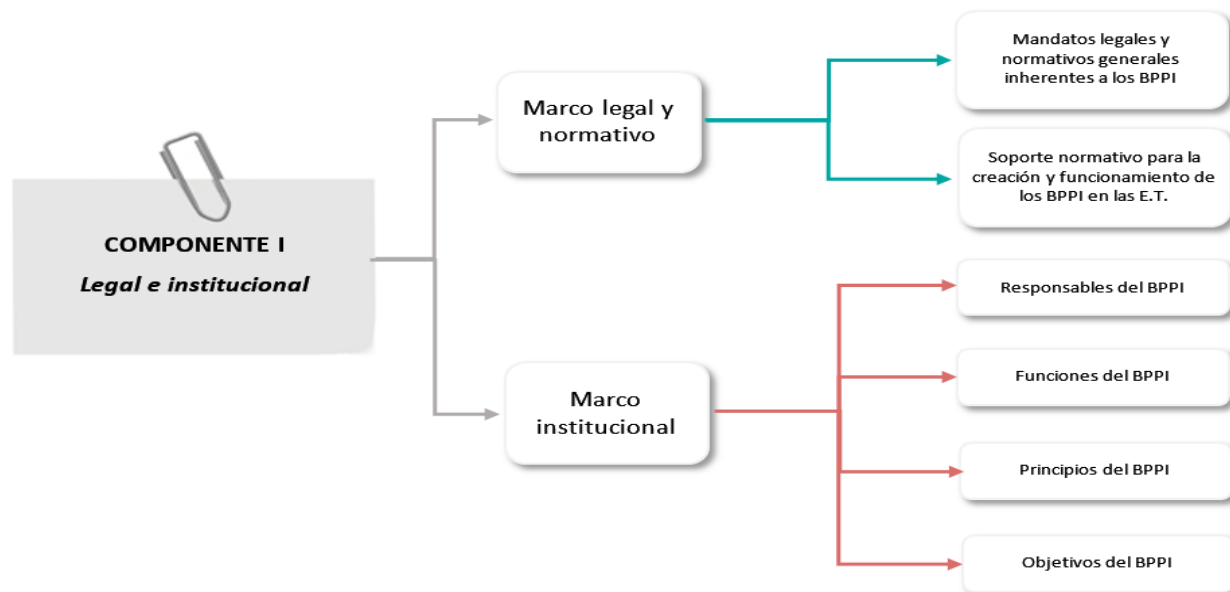 COMPONENTE I
Legal e institucional
Marco legal y
normativo
Mandatos legales y
normativos generales
inherentes a los BPPI
Soporte normativo para la
creación y funcionamiento de
los BPPI en las E.T.
Marco
institucional
Responsables del BPPI
Funciones del BPPI
Principios del BPPI
Objetivos del BPPI